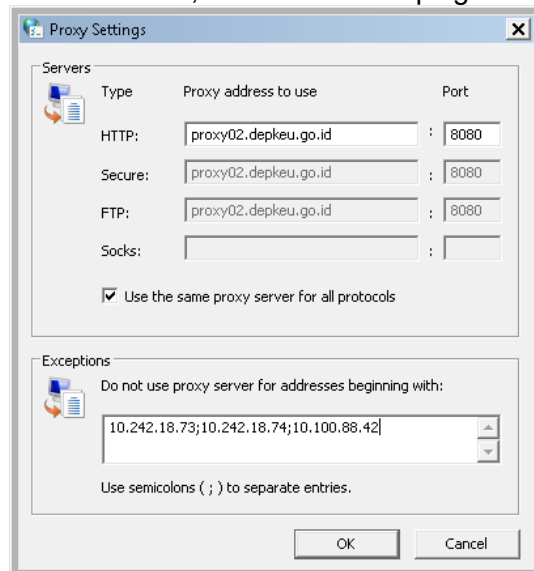 Proxy Settings
Servers
Type Proxy address to use Port
HTTP: proxy02.depkeu.go.id : 8080
Secure: proxy02.depkeu.go.id : 8080
FTP: proxy02.depkeu.go.id : 8080
Socks: :
Use the same proxy server for all protocols
Exceptions
Do not use proxy server for addresses beginning with:
10.242.18.73;10.242.18.74;10.100.88.42
Use semicolons ( ; ) to separate entries.
OK Cancel